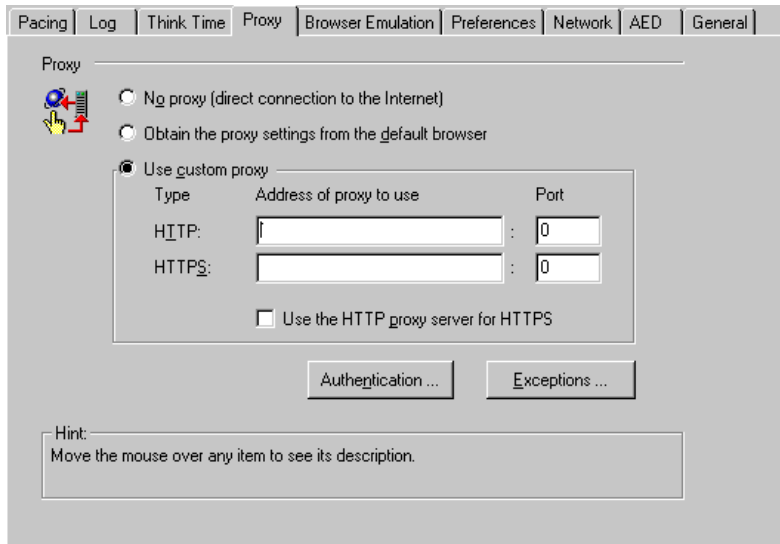 Pacing Log Think Time Proxy Browser Emulation Preferences Network AED General
Proxy
No proxy (direct connection to the Internet)
Obtain the proxy settings from the default browser
Use custom proxy
Type Address of proxy to use Port
HTTP: : 0
HTTPS: : 0
Use the HTTP proxy server for HTTPS
Authentication ... Exceptions ...
Hint:
Move the mouse over any item to see its description.